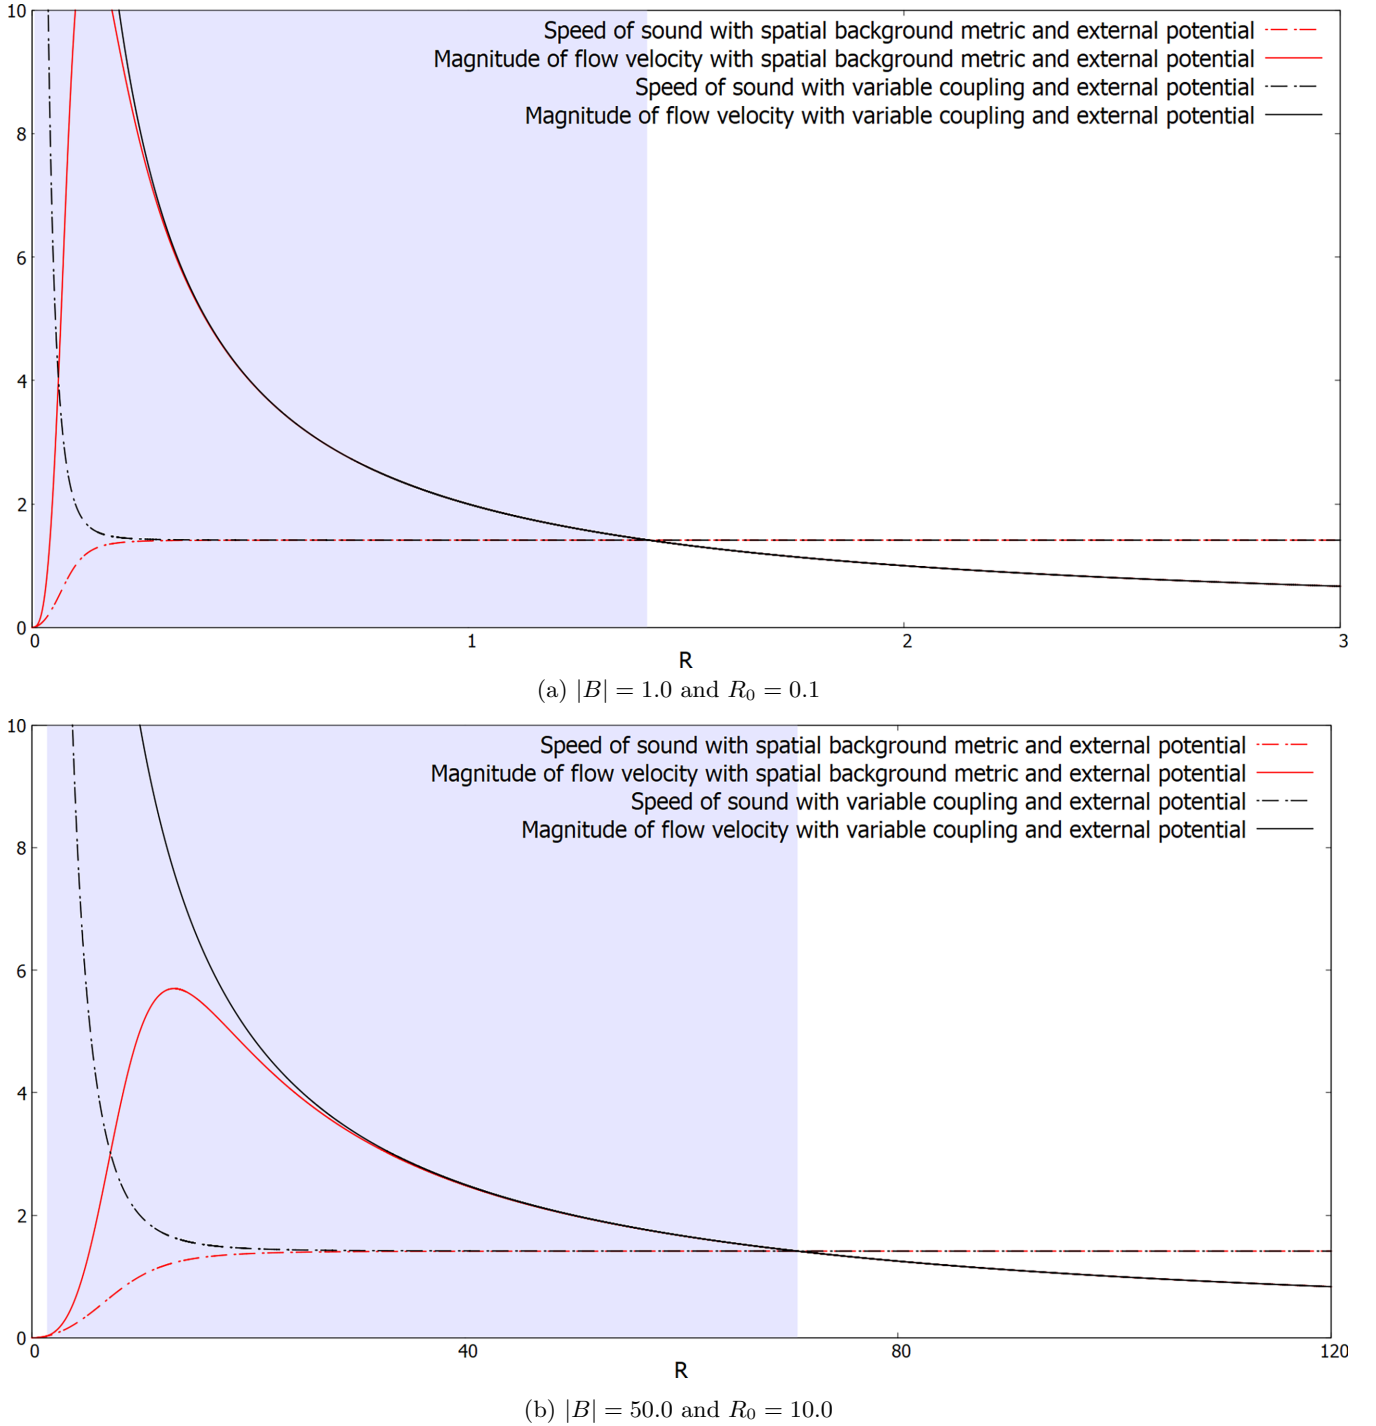 10
8
6
4
2
0
Speed of sound with spatial background metric and external potential
Magnitude of flow velocity with spatial background metric and external potential
Speed of sound with variable coupling and external potential
Magnitude of flow velocity with variable coupling and external potential
0 1 2 3
R
(a) |B| = 1.0 and R₀ = 0.1
10
8
6
4
2
0
Speed of sound with spatial background metric and external potential
Magnitude of flow velocity with spatial background metric and external potential
Speed of sound with variable coupling and external potential
Magnitude of flow velocity with variable coupling and external potential
0 40 80 120
R
(b) |B| = 50.0 and R₀ = 10.0